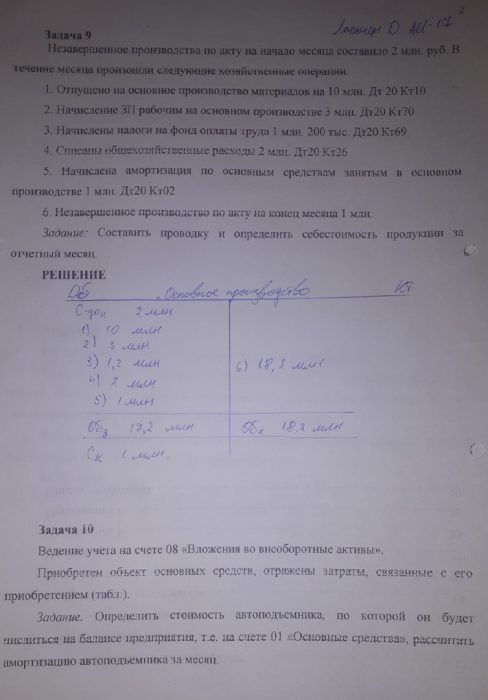 2
Задача 9
Незавершенное производства по акту на начало месяца составило 2 млн. руб. В
течение месяца произошли следующие хозяйственные операции.
1. Отпущено на основное производство материалов на 10 млн. Дт 20 Кт10
2. Начисление ЗП рабочим на основном производстве 3 млн. Дт20 Кт70
3. Начислены налоги на фонд оплаты труда 1 млн. 200 тыс. Дт20 Кт69
4. Списаны общехозяйственные расходы 2 млн. Дт20 Кт26
5. Начислена амортизация по основным средствам занятым в основном
производстве 1 млн. Дт20 Кт02
6. Незавершенное производство по акту на конец месяца 1 млн.
Задание: Составить проводку и определить себестоимость продукции за
отчетный месяц.
РЕШЕНИЕ
Дб Основное производство Кт
2 млн
1) 10 млн
2) 3 млн
3) 1,2 млн 6) 18,2 млн
4) 2 млн
5) 1 млн
Обд 17,2 млн Обк 18,2 млн
Ск 1 млн.
Задача 10
Ведение учета на счете 08 «Вложения во внеоборотные активы».
Приобретен объект основных средств, отражены затраты, связанные с его
приобретением (табл.).
Задание. Определить стоимость автоподъемника, по которой он будет
числиться на балансе предприятия, т.е. на счете 01 «Основные средства», рассчитать
амортизацию автоподъемника за месяц.